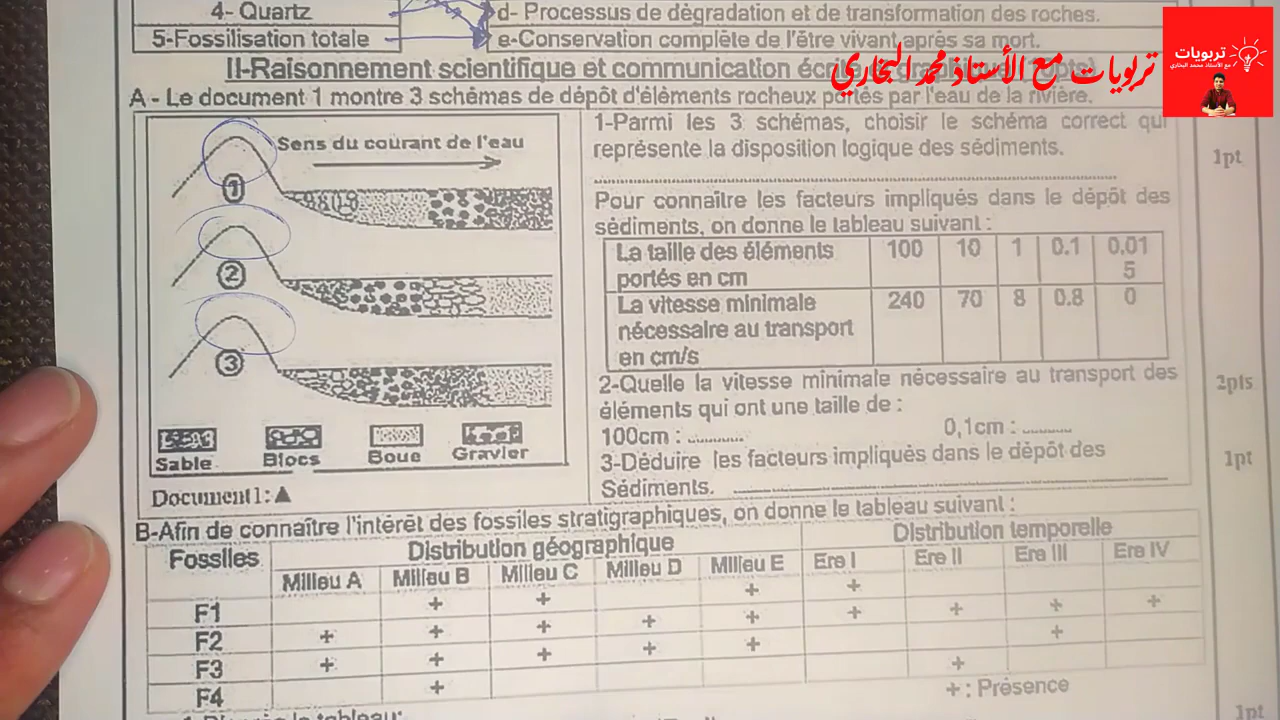 4- Quartz
d- Processus de dègradation et de transformation des roches.
5-Fossilisation totale
e-Conservation complète de l'être vivant après sa mort.
II-Raisonnement scientifique et communication
تربويات مع الأستاذ محمد البخاري
تربويات
مع الأستاذ محمد البخاري
A - Le document 1 montre 3 schémas de dépôt d'éléments rocheux portés par l'eau de la rivière.
Sens du courant de l'eau
1
2
3
Sable
Blocs
Boue
Gravier
Document1:▲
1-Parmi les 3 schémas, choisir le schéma correct qui
représente la disposition logique des sédiments.
1pt
Pour connaître les facteurs impliqués dans le dépôt des
sédiments, on donne le tableau suivant :
La taille des éléments portés en cm 100 10 1 0.1 0,015
La vitesse minimale nécessaire au transport en cm/s 240 70 8 0.8 0
2-Quelle la vitesse minimale nécessaire au transport des
éléments qui ont une taille de :
2pts
100cm : ......... 0,1cm : .........
3-Déduire les facteurs impliqués dans le dépôt des
Sédiments.
1pt
B-Afin de connaître l'intérêt des fossiles stratigraphiques, on donne le tableau suivant :
Fossiles Distribution géographique Distribution temporelle
Milieu A Milieu B Milieu C Milieu D Milieu E Ere I Ere II Ere III Ere IV
F1 + + + +
F2 + + + + + + + + +
F3 + + + + + +
F4 + +
+ : Présence
1pt